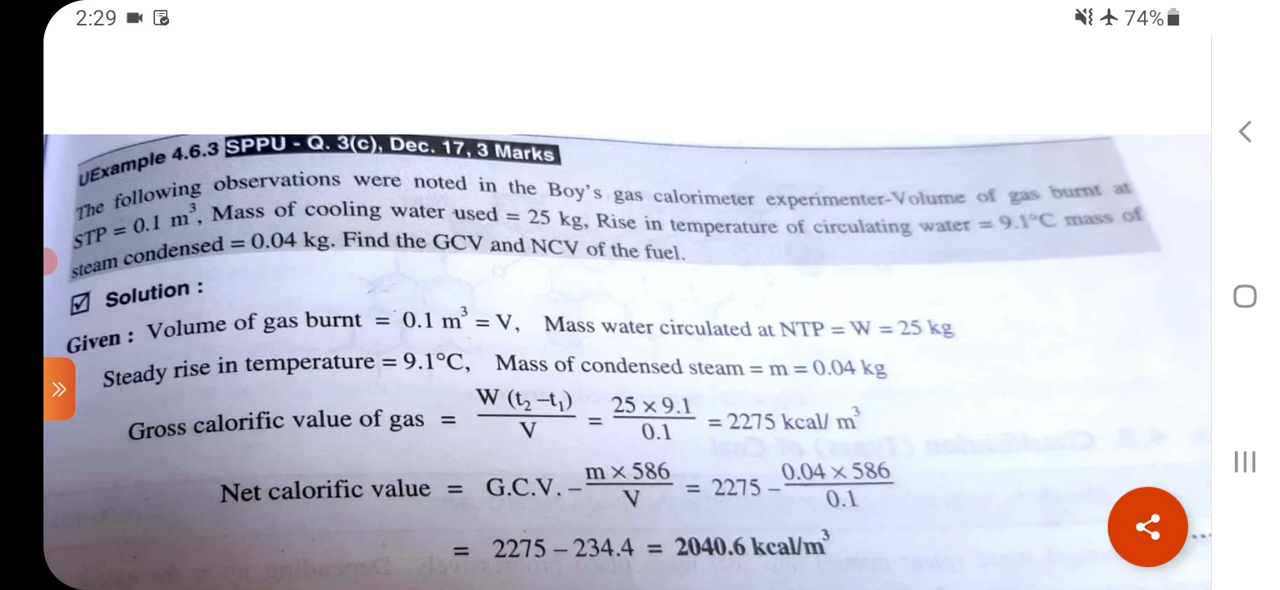 2:29
74%
UExample 4.6.3 SPPU - Q. 3(c), Dec. 17, 3 Marks
The following observations were noted in the Boy's gas calorimeter experimenter-Volume of gas burnt at
STP = 0.1 m³, Mass of cooling water used = 25 kg, Rise in temperature of circulating water = 9.1°C mass of
steam condensed = 0.04 kg. Find the GCV and NCV of the fuel.
☑ Solution :
Given : Volume of gas burnt = 0.1 m³ = V, Mass water circulated at NTP = W = 25 kg
Steady rise in temperature = 9.1°C, Mass of condensed steam = m = 0.04 kg
Gross calorific value of gas = W (t₂–t₁) / V = 25 × 9.1 / 0.1 = 2275 kcal/ m³
Net calorific value = G.C.V. – m × 586 / V = 2275 – 0.04 × 586 / 0.1
= 2275 – 234.4 = 2040.6 kcal/m³